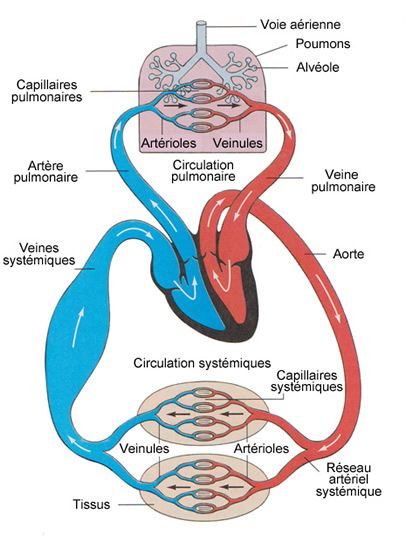 Voie aérienne
Poumons
Alvéole
Capillaires
pulmonaires
Artérioles
Veinules
Artère
pulmonaire
Circulation
pulmonaire
Veine
pulmonaire
Veines
systémiques
Aorte
Circulation systémiques
Capillaires
systémiques
Veinules
Artérioles
Réseau
artériel
systémique
Tissus